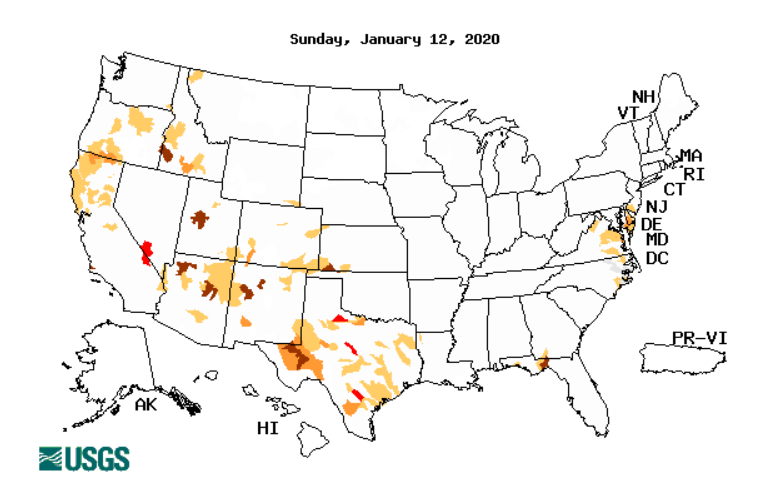 Sunday, January 12, 2020
NH
VT
MA
RI
CT
NJ
DE
MD
DC
PR-VI
AK
HI
USGS